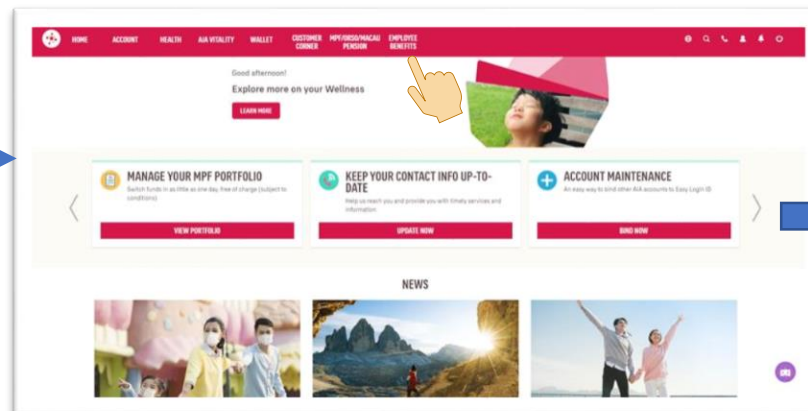 HOME
ACCOUNT
HEALTH
AIA VITALITY
WALLET
CUSTOMER
CORNER
MPF/ORSO/MACAU
PENSION
EMPLOYEE
BENEFITS
Good afternoon!
Explore more on your Wellness
LEARN MORE
MANAGE YOUR MPF PORTFOLIO
Switch funds in as little as one day, free of charge (subject to
conditions)
VIEW PORTFOLIO
KEEP YOUR CONTACT INFO UP-TO-
DATE
Help us reach you and provide you with timely services and
information
UPDATE NOW
ACCOUNT MAINTENANCE
An easy way to bind other AIA accounts to Easy Login ID
BIND NOW
NEWS